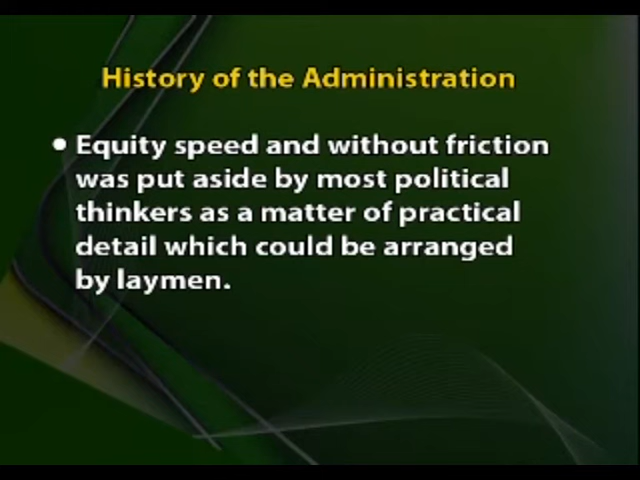 History of the Administration
• Equity speed and without friction
was put aside by most political
thinkers as a matter of practical
detail which could be arranged
by laymen.